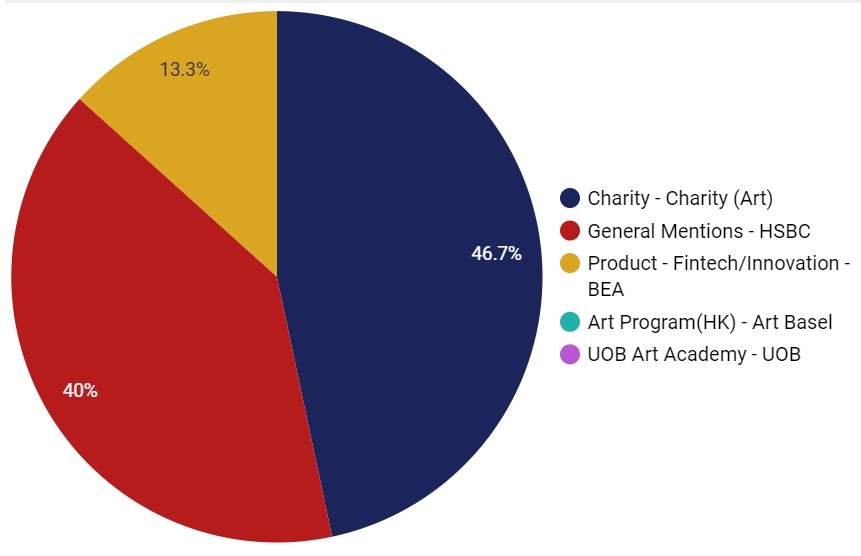 13.3%
46.7%
40%
Charity - Charity (Art)
General Mentions - HSBC
Product - Fintech/Innovation -
BEA
Art Program(HK) - Art Basel
UOB Art Academy - UOB